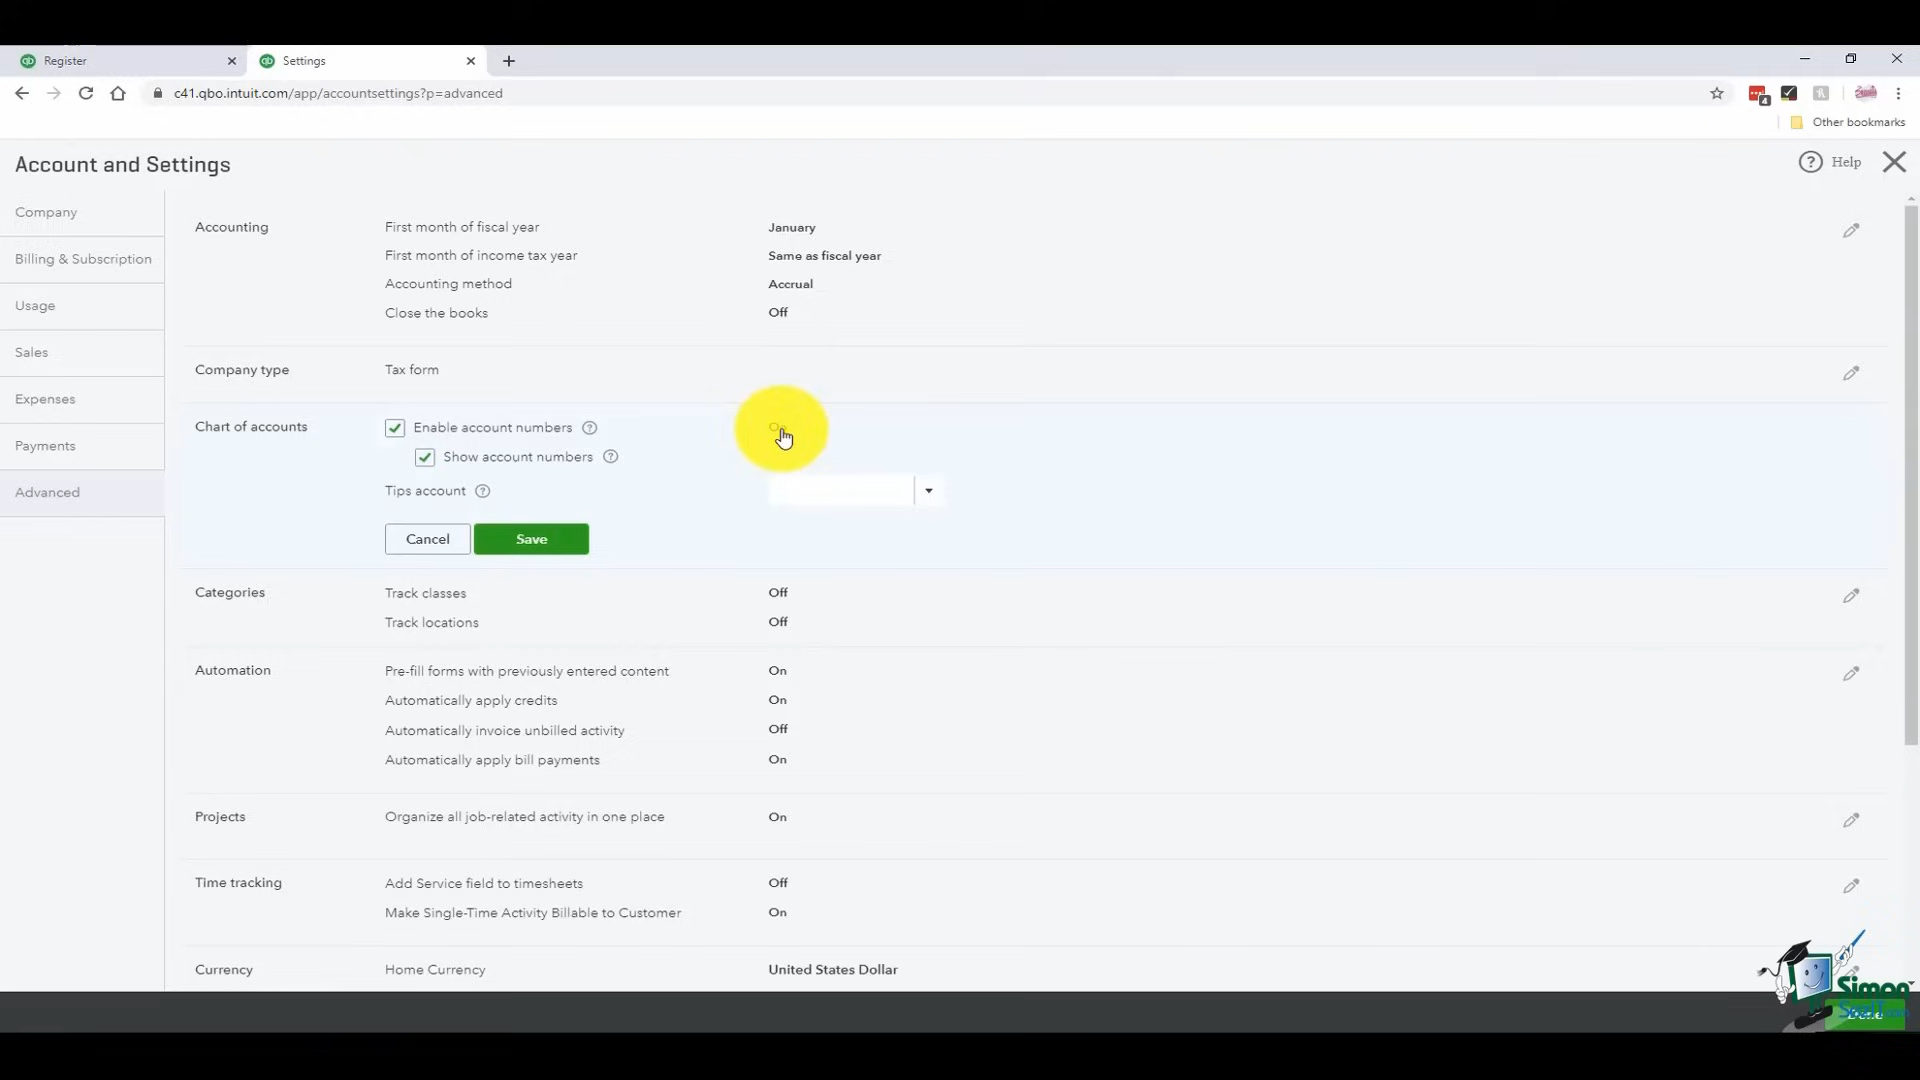 Register
Settings
c41.qbo.intuit.com/app/accountsettings?p=advanced
4
Other bookmarks
Account and Settings
Help
Company
Billing & Subscription
Usage
Sales
Expenses
Payments
Advanced
Accounting
First month of fiscal year January
First month of income tax year Same as fiscal year
Accounting method Accrual
Close the books Off
Company type Tax form
Chart of accounts Enable account numbers On
Show account numbers
Tips account
Cancel Save
Categories Track classes Off
Track locations Off
Automation Pre-fill forms with previously entered content On
Automatically apply credits On
Automatically invoice unbilled activity Off
Automatically apply bill payments On
Projects Organize all job-related activity in one place On
Time tracking Add Service field to timesheets Off
Make Single-Time Activity Billable to Customer On
Currency Home Currency United States Dollar
Simon